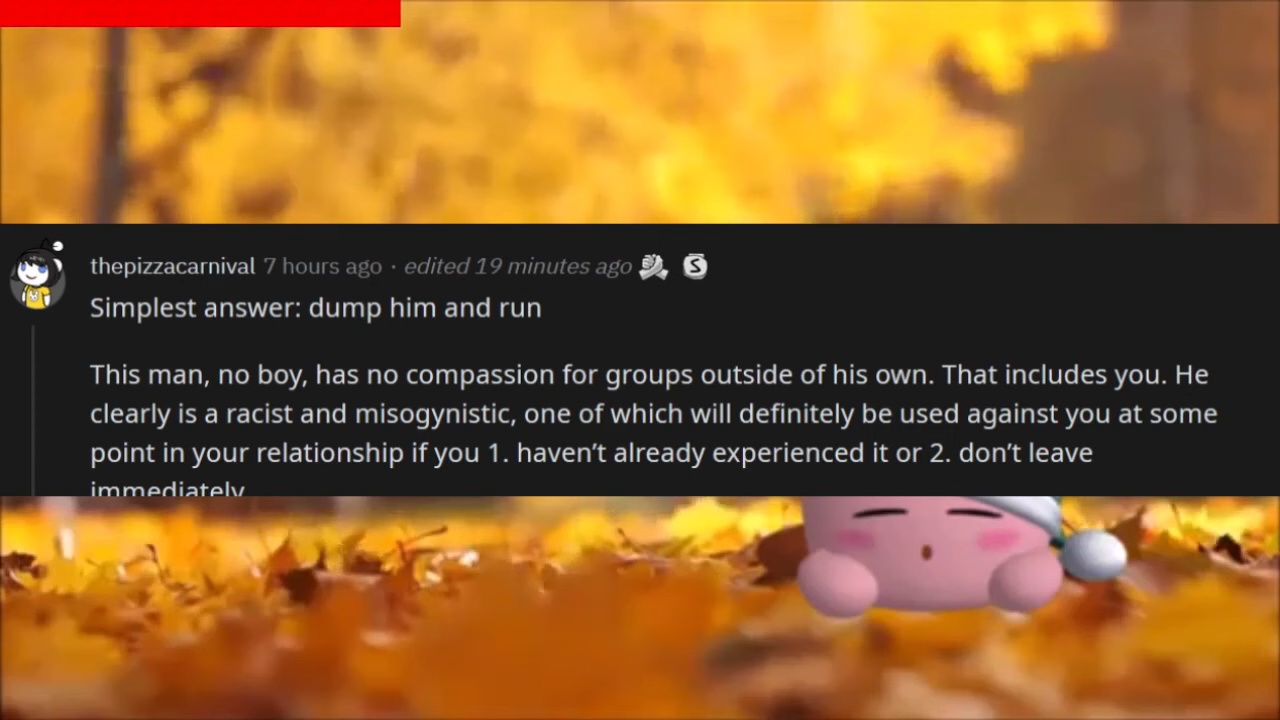 thepizzacarnival 7 hours ago · edited 19 minutes ago
Simplest answer: dump him and run
This man, no boy, has no compassion for groups outside of his own. That includes you. He
clearly is a racist and misogynistic, one of which will definitely be used against you at some
point in your relationship if you 1. haven’t already experienced it or 2. don’t leave
immediately